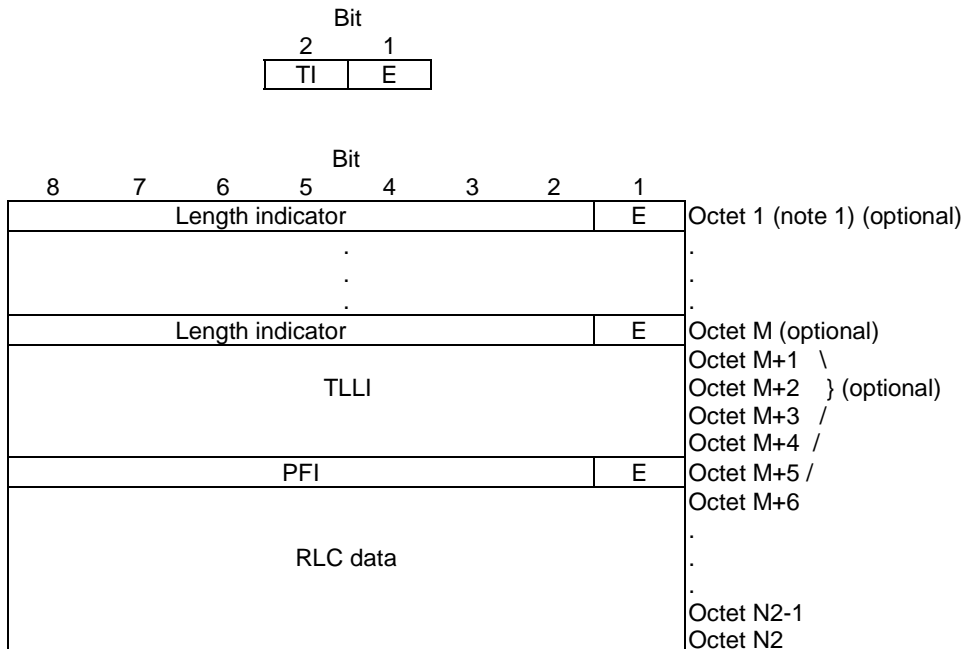 Bit
2 1
TI E
Bit
8 7 6 5 4 3 2 1
Length indicator E Octet 1 (note 1) (optional)
. .
. .
. .
Length indicator E Octet M (optional)
Octet M+1 \
TLLI Octet M+2 } (optional)
Octet M+3 /
Octet M+4 /
PFI E Octet M+5 /
Octet M+6
.
RLC data .
.
Octet N2-1
Octet N2